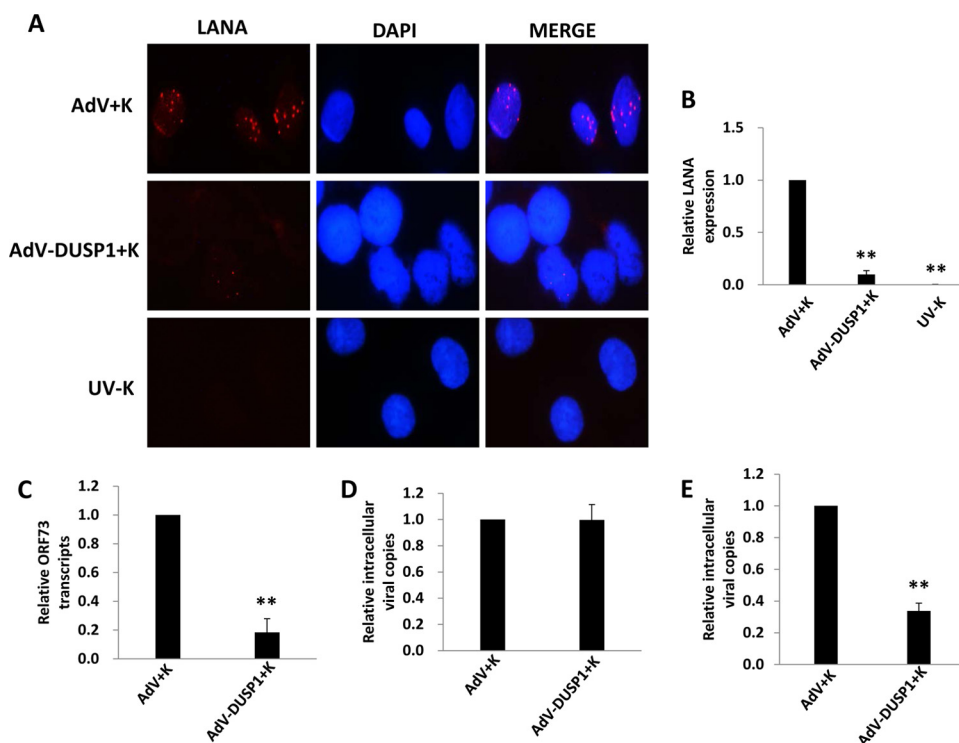 A
LANA
DAPI
MERGE
AdV+K
AdV-DUSP1+K
UV-K
B
Relative LANA
expression
1.5
1.0
0.5
0.0
**
**
AdV+K
AdV-DUSP1+K
UV-K
C
Relative ORF73
transcripts
1.2
1.0
0.8
0.6
0.4
0.2
0.0
**
AdV+K
AdV-DUSP1+K
D
Relative intracellular
viral copies
1.2
1.0
0.8
0.6
0.4
0.2
0.0
AdV+K
AdV-DUSP1+K
E
Relative intracellular
viral copies
1.2
1.0
0.8
0.6
0.4
0.2
0.0
**
AdV+K
AdV-DUSP1+K